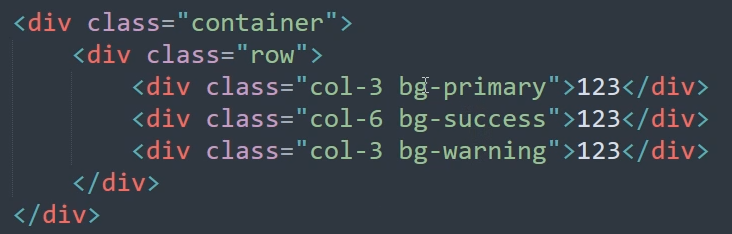 <div class="container">
    <div class="row">
        <div class="col-3 bg-primary">123</div>
        <div class="col-6 bg-success">123</div>
        <div class="col-3 bg-warning">123</div>
    </div>
</div>